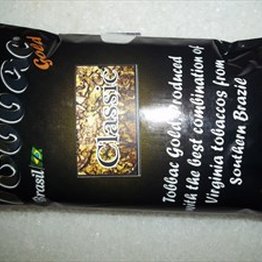 Gold
Brasil
Classic
Tobbac Gold, Produced
with the best combination of
Virginia tobaccos from
Southern Brazil